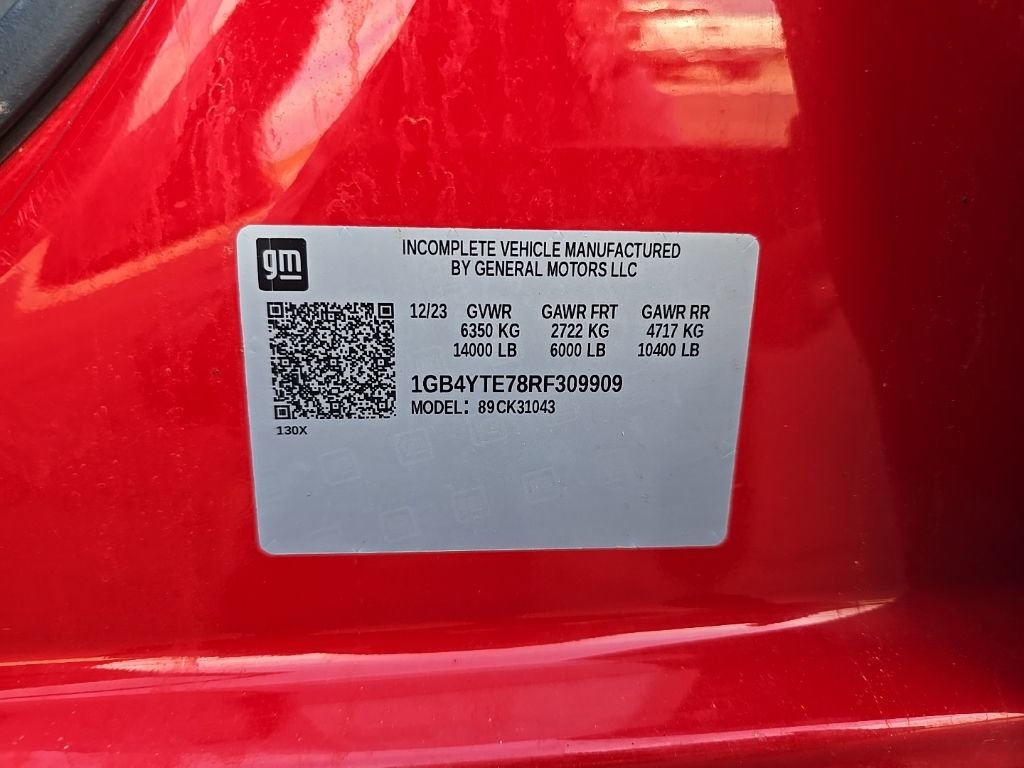 gm
INCOMPLETE VEHICLE MANUFACTURED
BY GENERAL MOTORS LLC
12/23 GVWR GAWR FRT GAWR RR
6350 KG 2722 KG 4717 KG
14000 LB 6000 LB 10400 LB
1GB4YTE78RF309909
MODEL: 89CK31043
130X